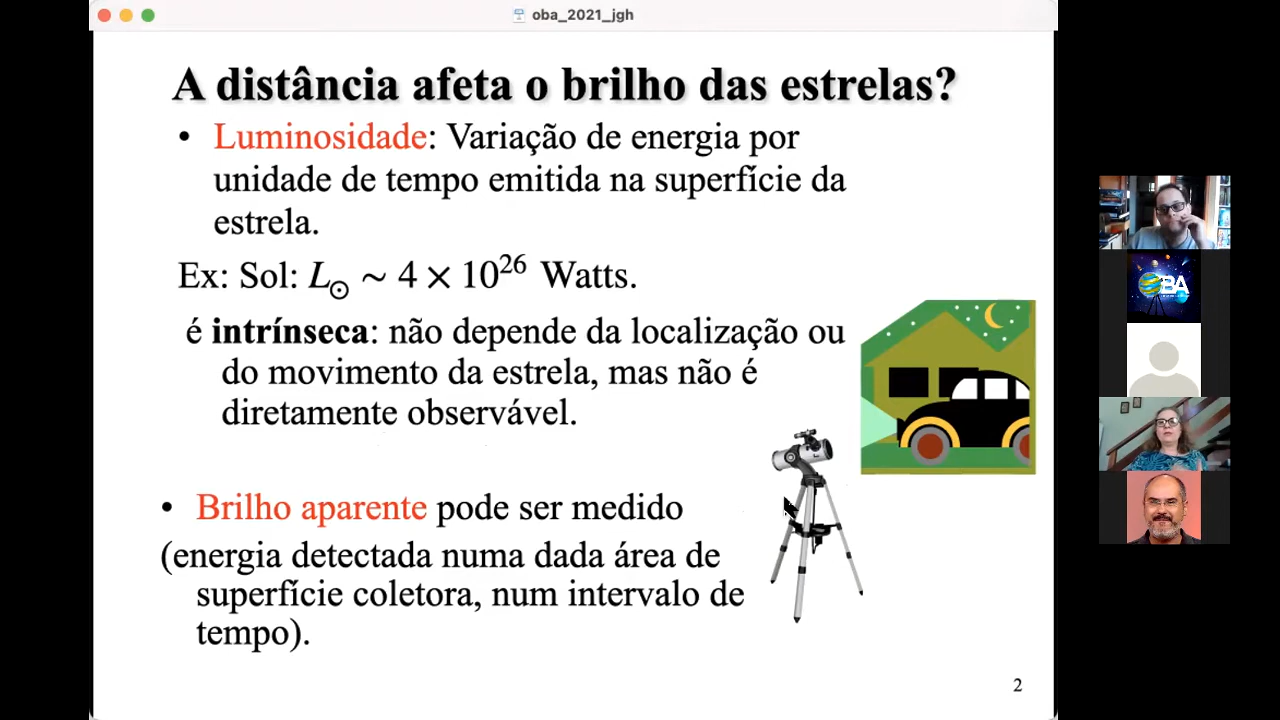 oba_2021_jgh
A distância afeta o brilho das estrelas?
• Luminosidade: Variação de energia por
unidade de tempo emitida na superfície da
estrela.
Ex: Sol: L☉ ~ 4 × 10²⁶ Watts.
é intrínseca: não depende da localização ou
do movimento da estrela, mas não é
diretamente observável.
• Brilho aparente pode ser medido
(energia detectada numa dada área de
superfície coletora, num intervalo de
tempo).
2
OBA